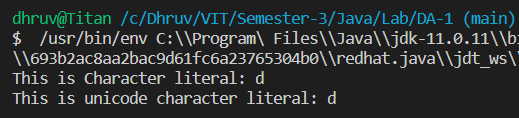 dhruv@Titan /c/Dhruv/VIT/Semester-3/Java/Lab/DA-1 (main)
$  /usr/bin/env C:\\Program\ Files\\Java\\jdk-11.0.11\\bi
\\693b2ac8aa2bac9d61fc6a23765304b0\\redhat.java\\jdt_ws\\
This is Character literal: d
This is unicode character literal: d